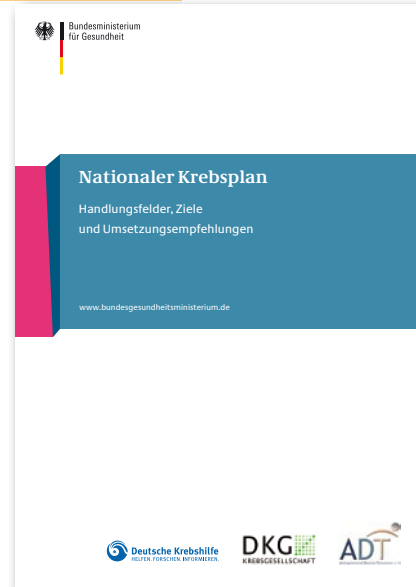 Bundesministerium
für Gesundheit
Nationaler Krebsplan
Handlungsfelder, Ziele
und Umsetzungsempfehlungen
www.bundesgesundheitsministerium.de
Deutsche Krebshilfe
HELFEN. FORSCHEN. INFORMIEREN.
DKG
KREBSGESELLSCHAFT
ADT